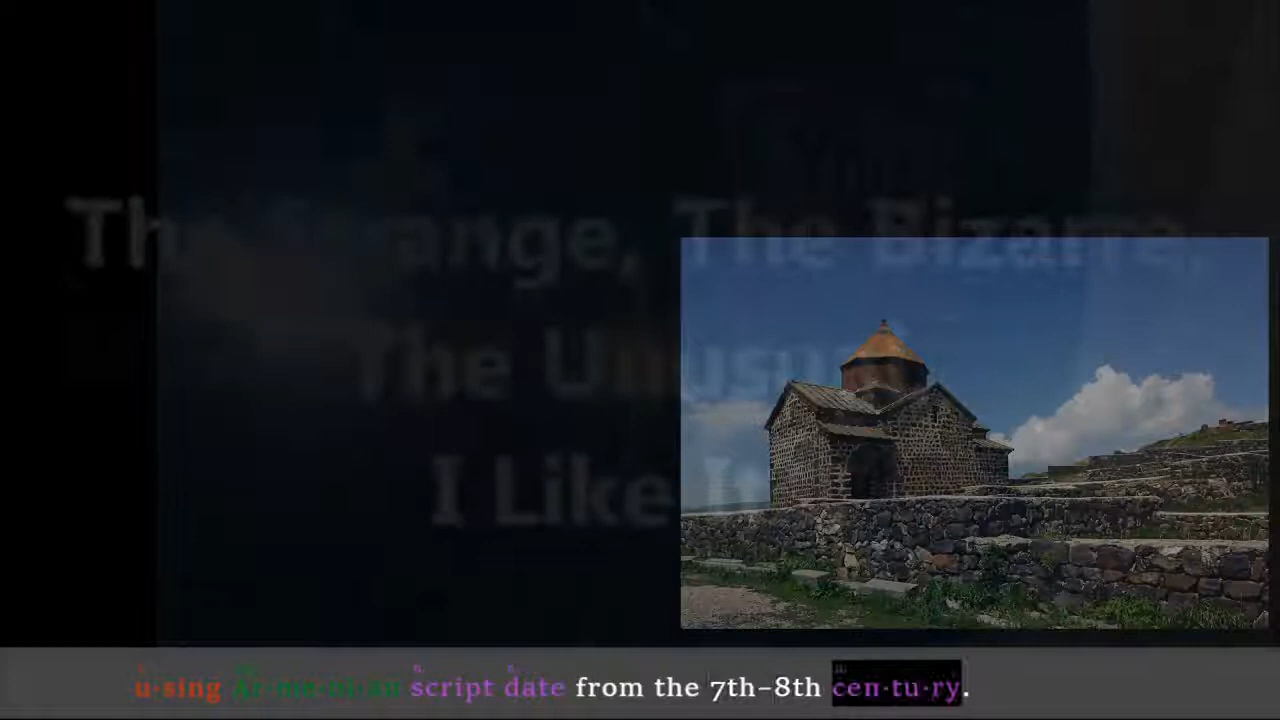 The Strange, The Bizarre,
The Unusual
I Like It
u·sing Ar·me·ni·an script date from the 7th–8th cen·tu·ry.